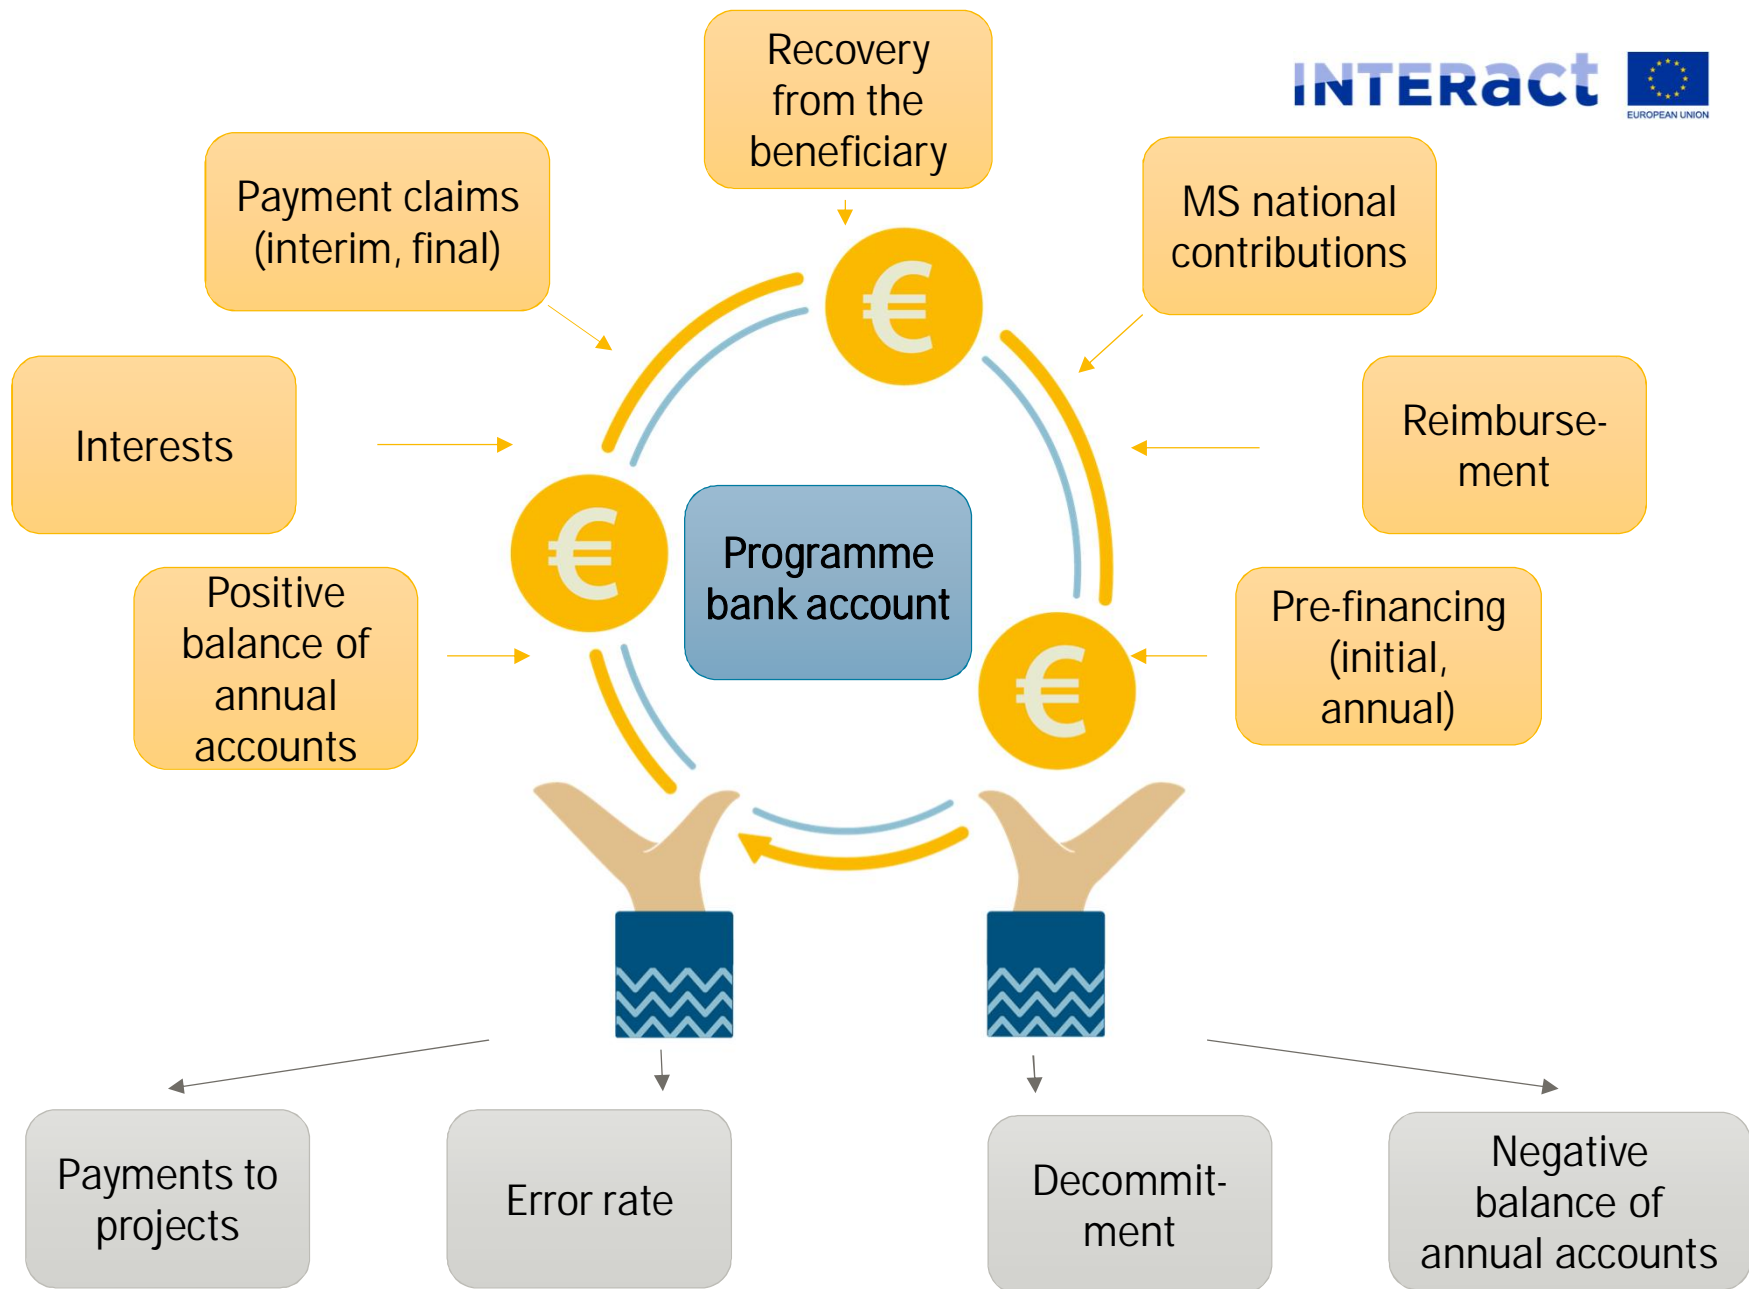 Recovery
from the
beneficiary
INTERact
EUROPEAN UNION
Payment claims
(interim, final)
MS national
contributions
Interests
Reimburse-
ment
Programme
bank account
Positive
balance of
annual
accounts
Pre-financing
(initial,
annual)
€
€
€
Payments to
projects
Error rate
Decommit-
ment
Negative
balance of
annual accounts